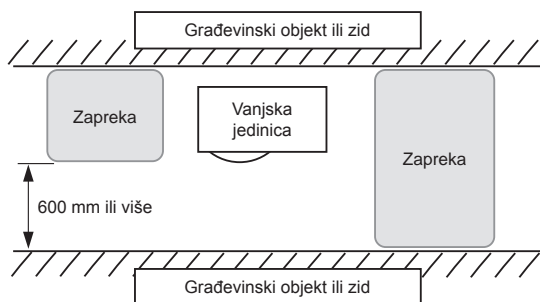 Građevinski objekt ili zid
Zapreka
Vanjska
jedinica
Zapreka
600 mm ili više
Građevinski objekt ili zid